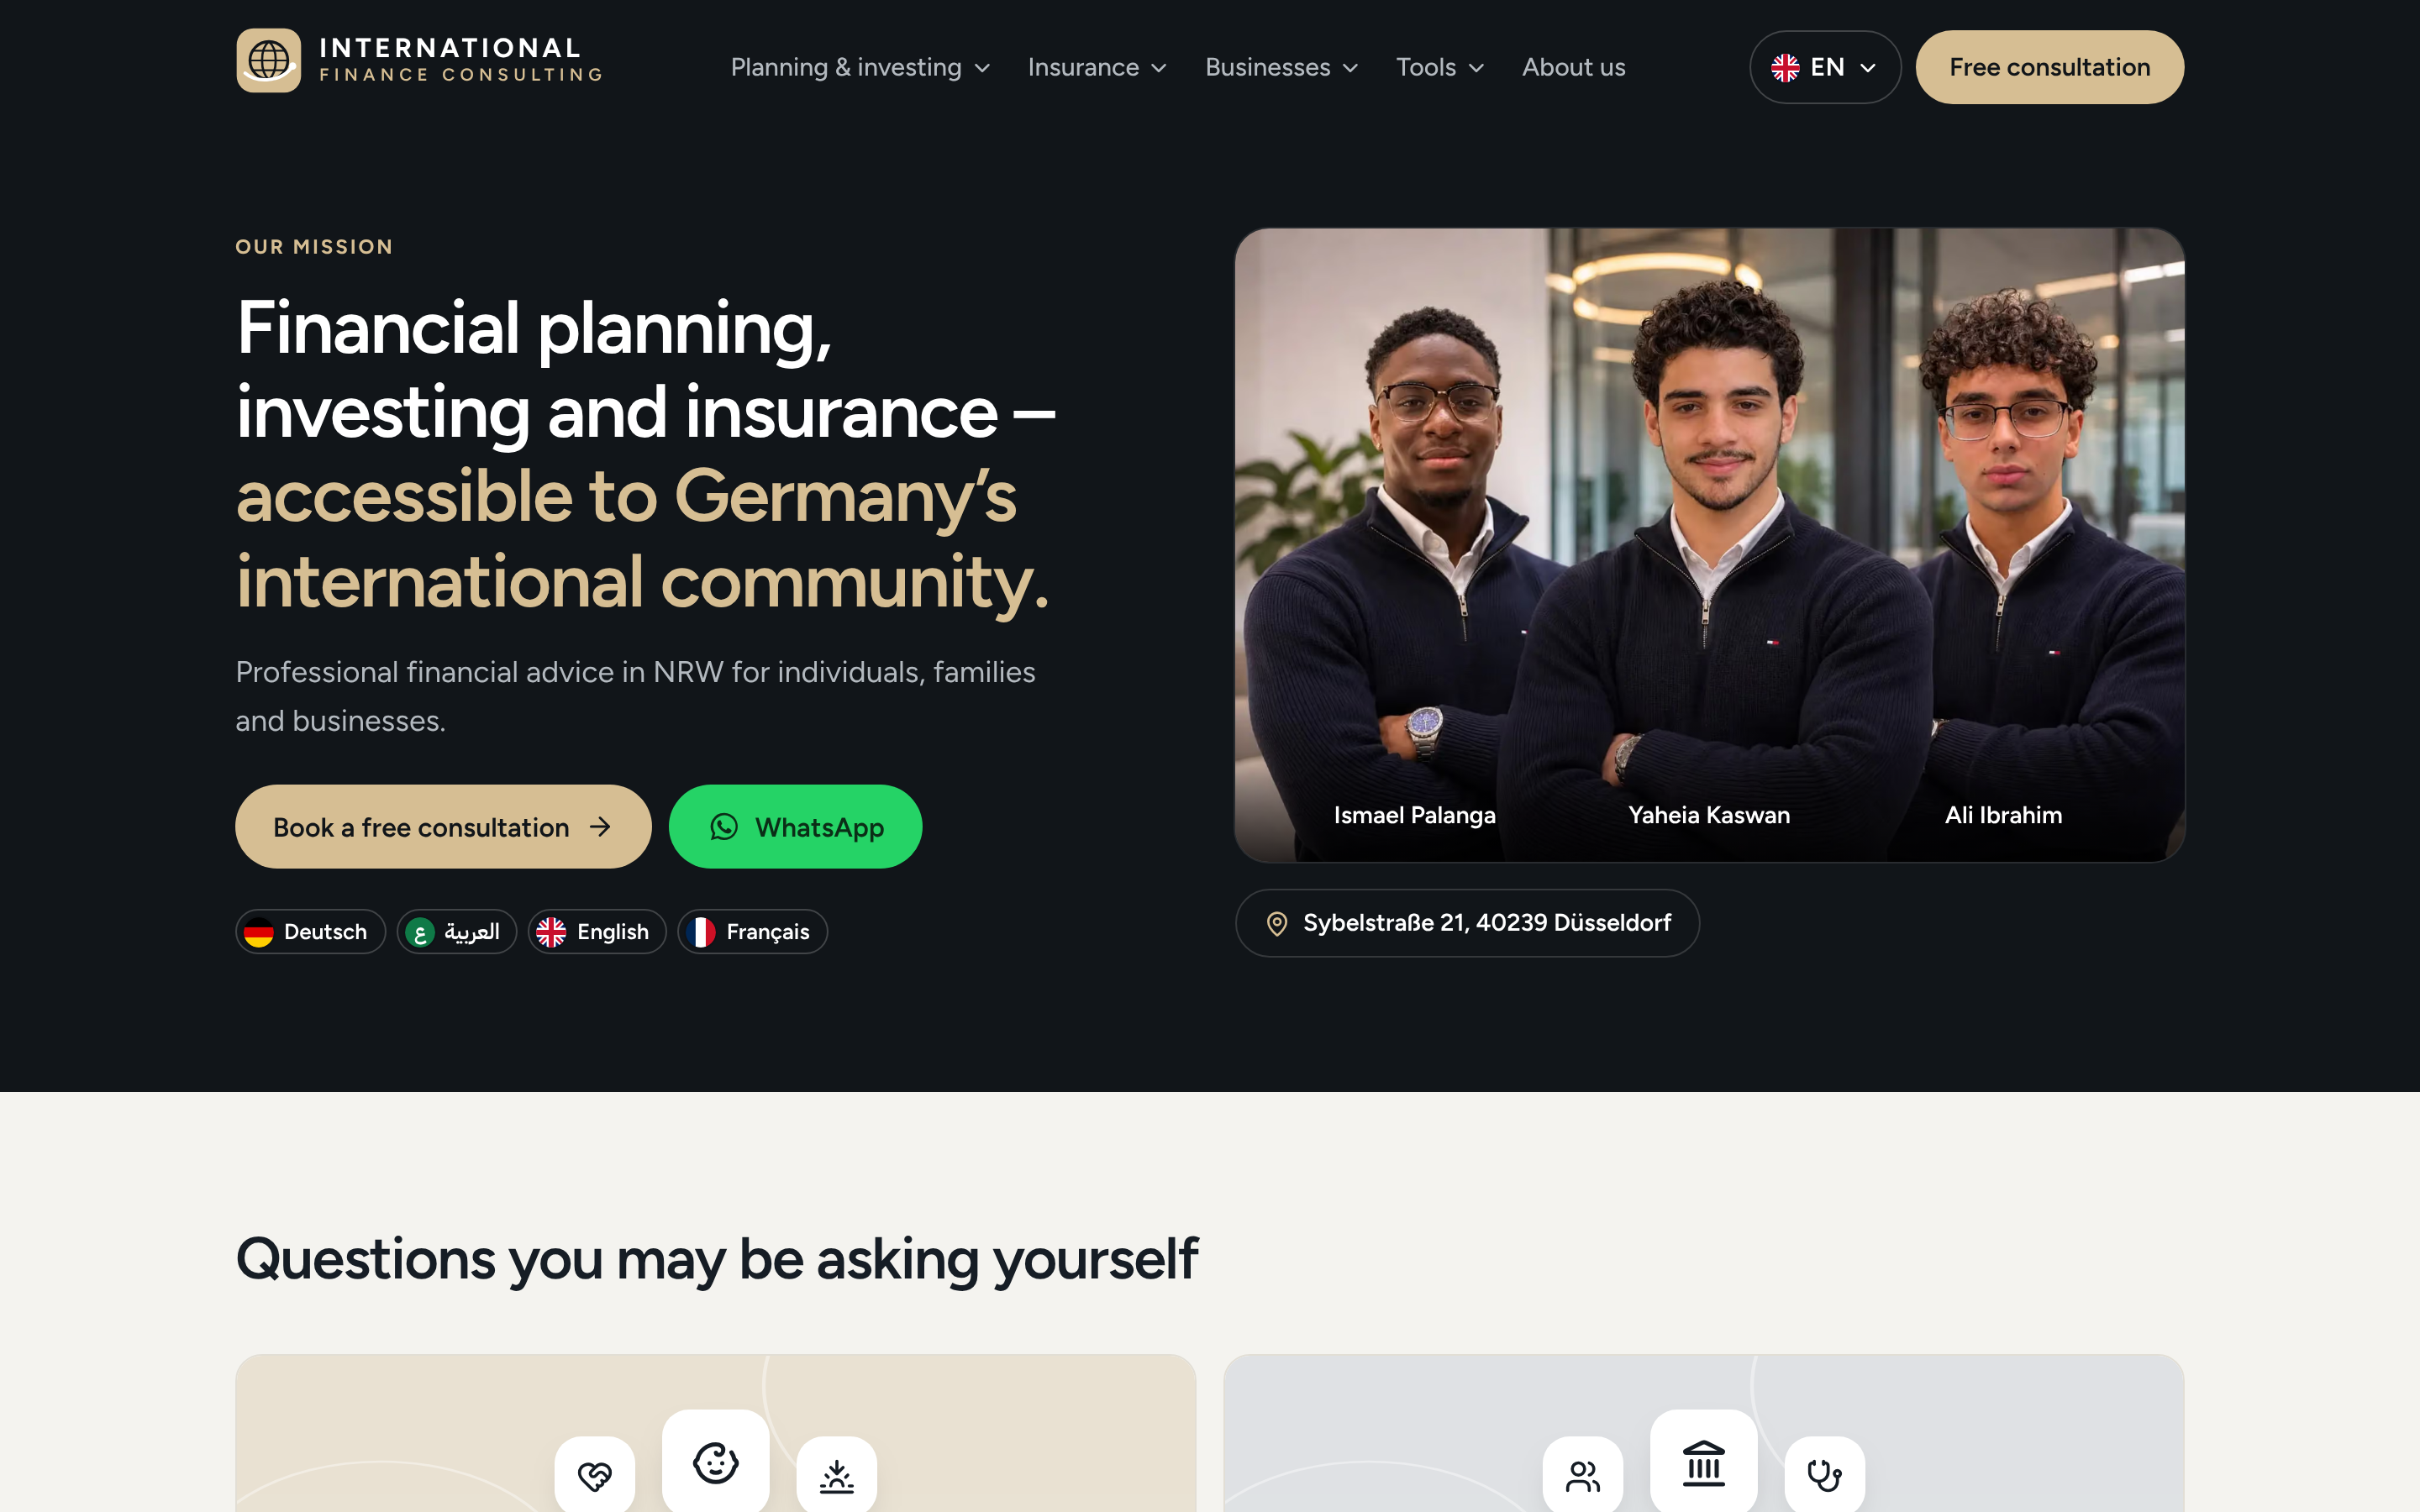 INTERNATIONAL
FINANCE CONSULTING
Planning & investing
Insurance
Businesses
Tools
About us
EN
Free consultation
OUR MISSION
Financial planning,
investing and insurance –
accessible to Germany’s
international community.
Professional financial advice in NRW for individuals, families
and businesses.
Book a free consultation
WhatsApp
Deutsch
ع العربية
English
Français
Ismael Palanga
Yaheia Kaswan
Ali Ibrahim
Sybelstraße 21, 40239 Düsseldorf
Questions you may be asking yourself